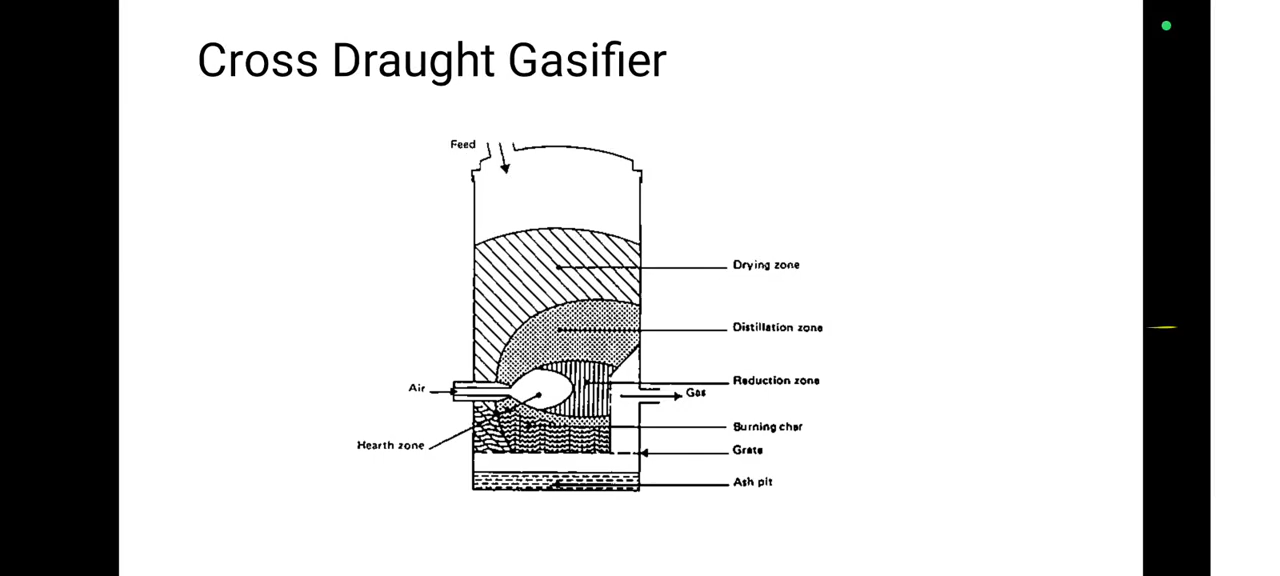 Cross Draught Gasifier
Feed
Drying zone
Distillation zone
Reduction zone
Air
Gas
Burning char
Hearth zone
Grate
Ash pit